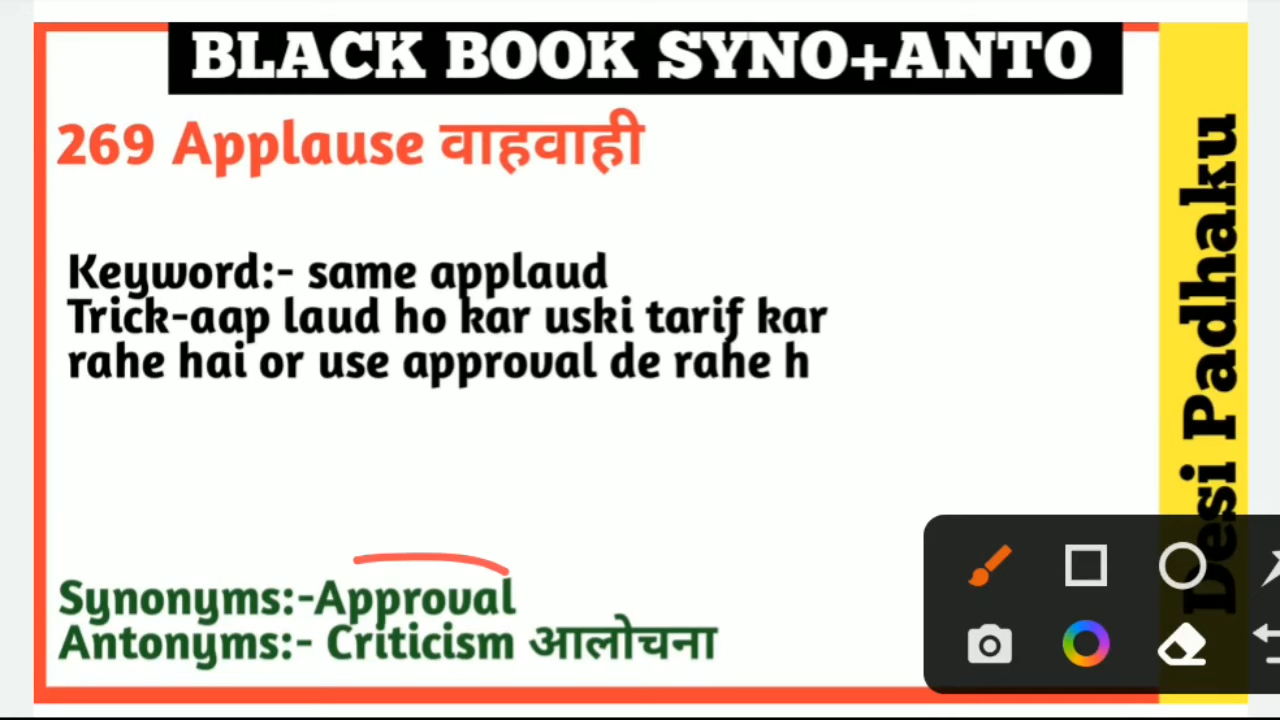 BLACK BOOK SYNO+ANTO
269 Applause वाहवाही
Keyword:- same applaud
Trick-aap laud ho kar uski tarif kar
rahe hai or use approval de rahe h
Synonyms:-Approval
Antonyms:- Criticism आलोचना
Desi Padhaku